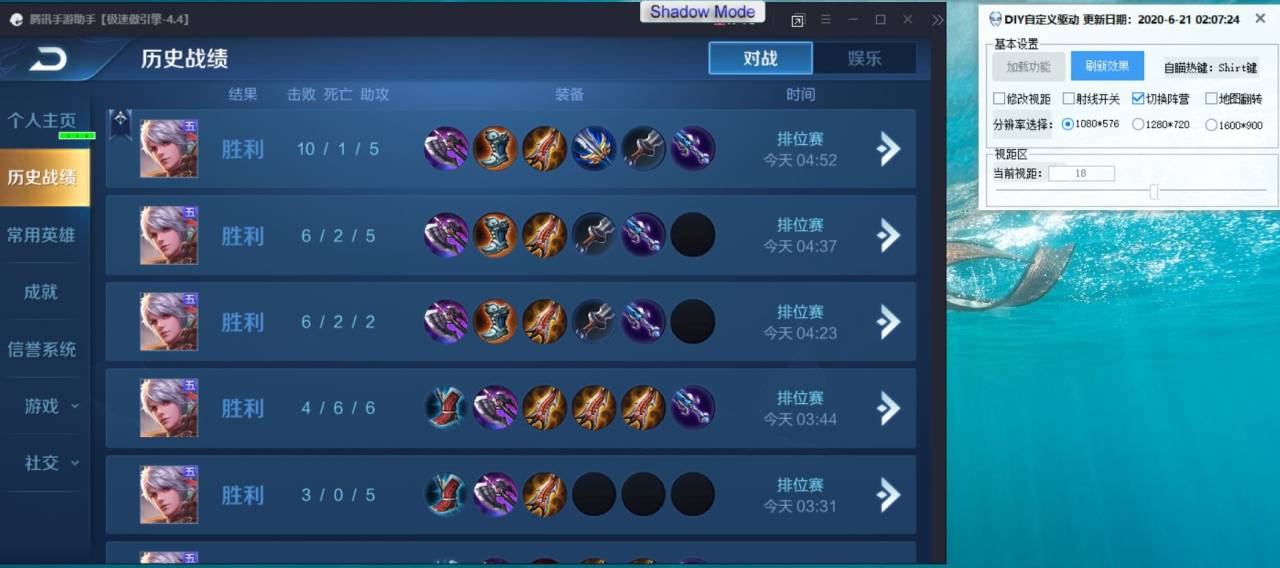 腾讯手游助手【极速傲引擎-4.4】
Shadow Mode
历史战绩
对战
娱乐
结果 击败 死亡 助攻 装备 时间
个人主页
历史战绩
常用英雄
成就
信誉系统
游戏
社交
五
胜利 10 / 1 / 5 排位赛
今天 04:52
五
胜利 6 / 2 / 5 排位赛
今天 04:37
五
胜利 6 / 2 / 2 排位赛
今天 04:23
五
胜利 4 / 6 / 6 排位赛
今天 03:44
五
胜利 3 / 0 / 5 排位赛
今天 03:31
五
DIY自定义驱动 更新日期：2020-6-21 02:07:24
基本设置
加载功能 刷新效果 自瞄热键：Shirt键
修改视距 射线开关 切换阵营 地图翻转
分辨率选择： 1080*576 1280*720 1600*900
视距区
当前视距： 18